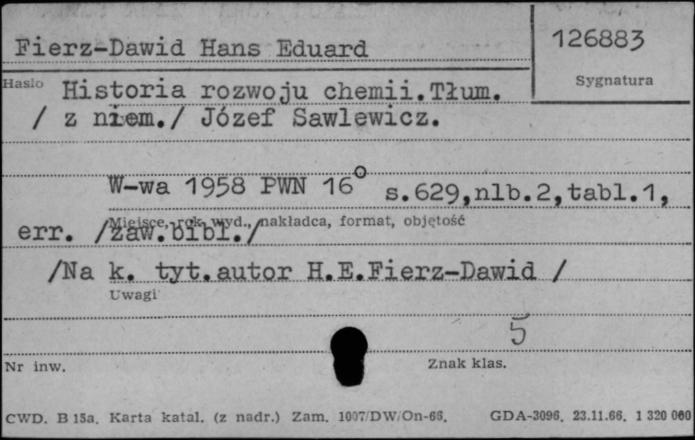 Fierz-Dawid Hans Eduard
126883
Sygnatura
Hasło Historia rozwoju chemii.Tłum.
/ z niem./ Józef Sawlewicz.
W-wa 1958 PWN 16° s.629,nlb.2,tabl.1,
Miejsce, rok wyd., nakładca, format, objętość
err. /zaw.bibl./
/Na k. tyt.autor H.E.Fierz-Dawid /
Uwagi
5
Nr inw.
Znak klas.
CWD. B 15a. Karta katal. (z nadr.) Zam. 1007/DW/On-66. GDA-3096. 23.11.66. 1 320 000